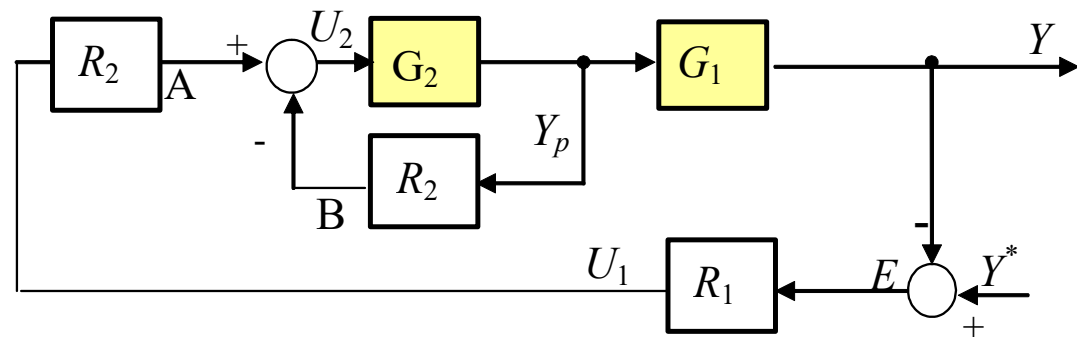 R₂
A
+
U₂
G₂
G₁
Y
-
Yₚ
R₂
B
-
U₁
R₁
E
Y*
+